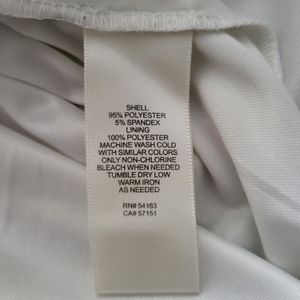 SHELL
95% POLYESTER
5% SPANDEX
LINING
100% POLYESTER
MACHINE WASH COLD
WITH SIMILAR COLORS
ONLY NON-CHLORINE
BLEACH WHEN NEEDED
TUMBLE DRY LOW
WARM IRON
AS NEEDED
RN# 54163
CA# 57151